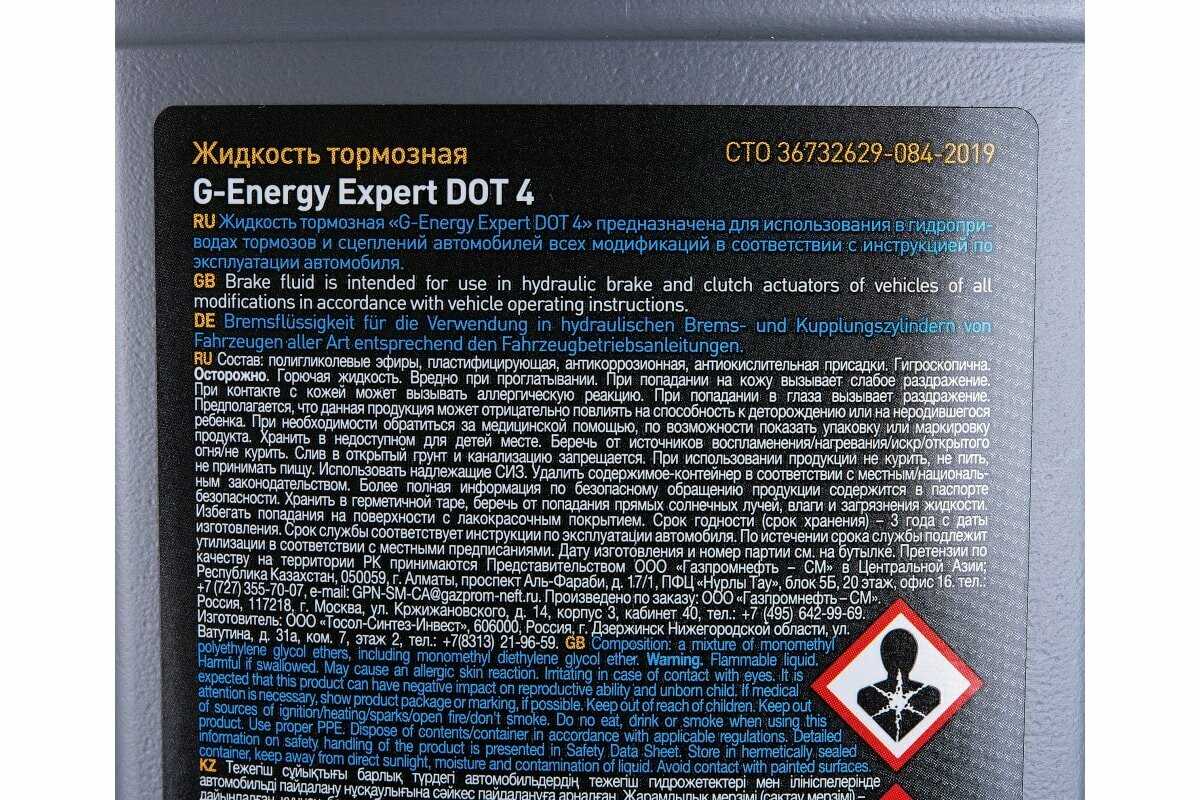 Жидкость тормозная
СТО 36732629-084-2019
G-Energy Expert DOT 4
RU Жидкость тормозная «G-Energy Expert DOT 4» предназначена для использования в гидропри-
водах тормозов и сцеплений автомобилей всех модификаций в соответствии с инструкцией по
эксплуатации автомобиля.
GB Brake fluid is intended for use in hydraulic brake and clutch actuators of vehicles of all
modifications in accordance with vehicle operating instructions.
DE Bremsflüssigkeit für die Verwendung in hydraulischen Brems- und Kupplungszylindern von
Fahrzeugen aller Art entsprechend den Fahrzeugbetriebsanleitungen.
RU Состав: полигликолевые эфиры, пластифицирующая, антикоррозионная, антиокислительная присадки. Гигроскопична.
Осторожно. Горючая жидкость. Вредно при проглатывании. При попадании на кожу вызывает слабое раздражение.
При контакте с кожей может вызывать аллергическую реакцию. При попадании в глаза вызывает раздражение.
Предполагается, что данная продукция может отрицательно повлиять на способность к деторождению или на неродившегося
ребенка. При необходимости обратиться за медицинской помощью, по возможности показать упаковку или маркировку
продукта. Хранить в недоступном для детей месте. Беречь от источников воспламенения/нагревания/искр/открытого
огня/не курить. Слив в открытый грунт и канализацию запрещается. При использовании продукции не курить, не пить,
не принимать пищу. Использовать надлежащие СИЗ. Удалить содержимое-контейнер в соответствии с местным/националь-
ным законодательством. Более полная информация по безопасному обращению продукции содержится в паспорте
безопасности. Хранить в герметичной таре, беречь от попадания прямых солнечных лучей, влаги и загрязнения жидкости.
Избегать попадания на поверхности с лакокрасочным покрытием. Срок годности (срок хранения) – 3 года с даты
изготовления. Срок службы соответствует инструкции по эксплуатации автомобиля. По истечении срока службы подлежит
утилизации в соответствии с местными предписаниями. Дату изготовления и номер партии см. на бутылке. Претензии по
качеству на территории РК принимаются Представительством ООО «Газпромнефть – СМ» в Центральной Азии;
Республика Казахстан, 050059, г. Алматы, проспект Аль-Фараби, д. 17/1, ПФЦ «Нурлы Тау», блок 5Б, 20 этаж, офис 16. тел.:
+7 (727) 355-70-07, e-mail: GPN-SM-CA@gazprom-neft.ru. Произведено по заказу: ООО «Газпромнефть – СМ».
Россия, 117218, г. Москва, ул. Кржижановского, д. 14, корпус 3, кабинет 40, тел.: +7 (495) 642-99-69.
Изготовитель: ООО «Тосол-Синтез-Инвест», 606000, Россия, г. Дзержинск Нижегородской области, ул.
Ватутина, д. 31а, ком. 7, этаж 2, тел.: +7(8313) 21-96-59. GB Composition: a mixture of monomethyl
polyethylene glycol ethers, including monomethyl diethylene glycol ether. Warning. Flammable liquid.
Harmful if swallowed. May cause an allergic skin reaction. Irritating in case of contact with eyes. It is
expected that this product can have negative impact on reproductive ability and unborn child. If medical
attention is necessary, show product package or marking, if possible. Keep out of reach of children. Keep out
of sources of ignition/heating/sparks/open fire/don't smoke. Do no eat, drink or smoke when using this
product. Use proper PPE. Dispose of contents/container in accordance with applicable regulations. Detailed
information on safety handling of the product is presented in Safety Data Sheet. Store in hermetically sealed
container, keep away from direct sunlight, moisture and contamination of liquid. Avoid contact with painted surfaces.
KZ Тежегіш сұйықтығы барлық түрдегі автомобильдердің тежегіш гидрожетектері мен ілініспелерінде
автомобильді пайдалану нұсқаулығына сәйкес пайдалануға арналған. Жарамдылық мерзімі (сақтау мерзімі) –